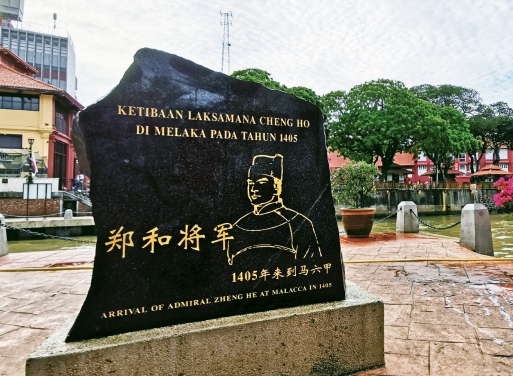 KETIBAAN LAKSAMANA CHENG HO
DI MELAKA PADA TAHUN 1405
郑和将军
1405年来到马六甲
ARRIVAL OF ADMIRAL ZHENG HE AT MALACCA IN 1405